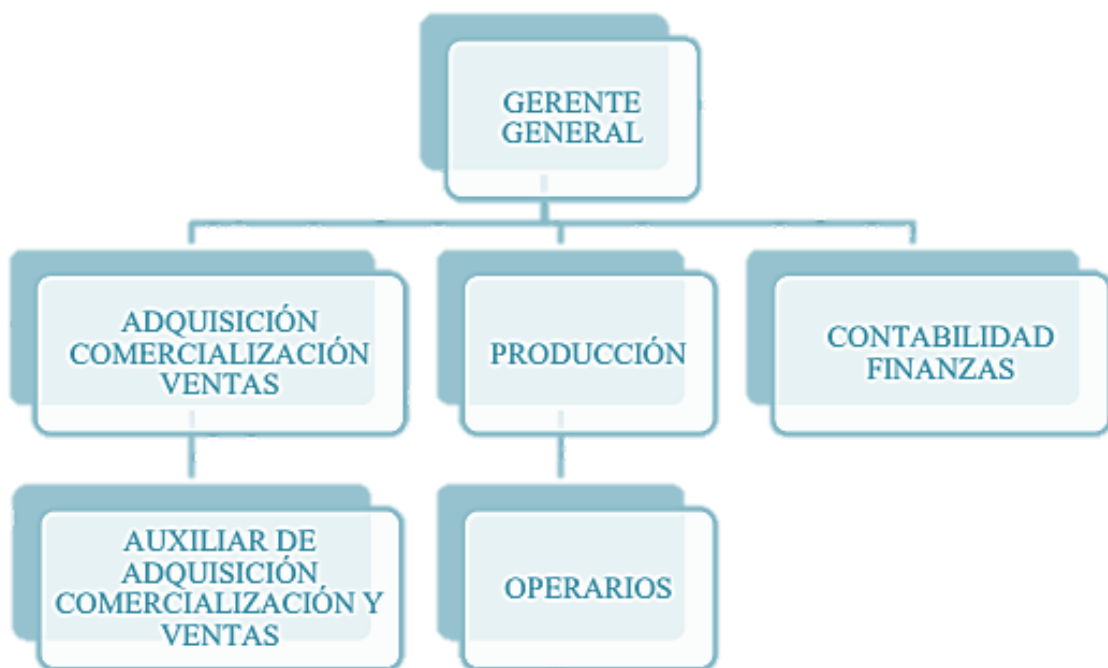 GERENTE
GENERAL
ADQUISICIÓN
COMERCIALIZACIÓN
VENTAS
PRODUCCIÓN
CONTABILIDAD
FINANZAS
AUXILIAR DE
ADQUISICIÓN
COMERCIALIZACIÓN Y
VENTAS
OPERARIOS